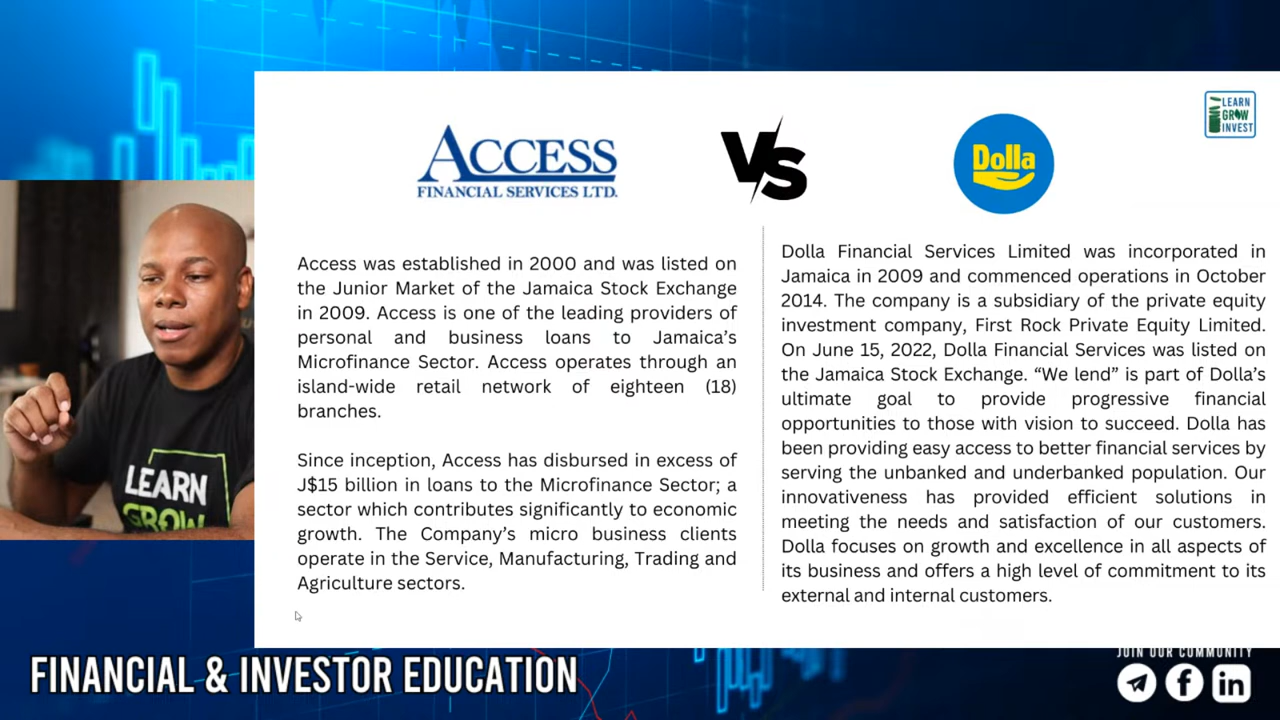 LEARN
GROW
INVEST
ACCESS
FINANCIAL SERVICES LTD.
VS
Dolla
Access was established in 2000 and was listed on
the Junior Market of the Jamaica Stock Exchange
in 2009. Access is one of the leading providers of
personal and business loans to Jamaica’s
Microfinance Sector. Access operates through an
island-wide retail network of eighteen (18)
branches.
Since inception, Access has disbursed in excess of
J$15 billion in loans to the Microfinance Sector; a
sector which contributes significantly to economic
growth. The Company’s micro business clients
operate in the Service, Manufacturing, Trading and
Agriculture sectors.
Dolla Financial Services Limited was incorporated in
Jamaica in 2009 and commenced operations in October
2014. The company is a subsidiary of the private equity
investment company, First Rock Private Equity Limited.
On June 15, 2022, Dolla Financial Services was listed on
the Jamaica Stock Exchange. “We lend” is part of Dolla’s
ultimate goal to provide progressive financial
opportunities to those with vision to succeed. Dolla has
been providing easy access to better financial services by
serving the unbanked and underbanked population. Our
innovativeness has provided efficient solutions in
meeting the needs and satisfaction of our customers.
Dolla focuses on growth and excellence in all aspects of
its business and offers a high level of commitment to its
external and internal customers.
LEARN
GROW
FINANCIAL & INVESTOR EDUCATION
JOIN OUR COMMUNITY
f
in